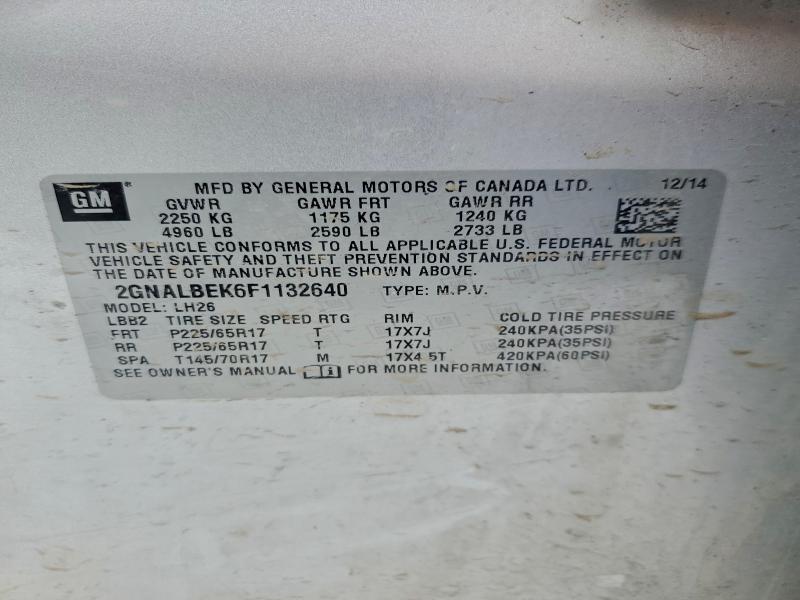 GM® MFD BY GENERAL MOTORS OF CANADA LTD. 12/14
GVWR GAWR FRT GAWR RR
2250 KG 1175 KG 1240 KG
4960 LB 2590 LB 2733 LB
THIS VEHICLE CONFORMS TO ALL APPLICABLE U.S. FEDERAL MOTOR
VEHICLE SAFETY AND THEFT PREVENTION STANDARDS IN EFFECT ON
THE DATE OF MANUFACTURE SHOWN ABOVE.
2GNALBEK6F1132640 TYPE: M.P.V.
MODEL: LH26
LBB2 TIRE SIZE SPEED RTG RIM COLD TIRE PRESSURE
FRT P225/65R17 T 17X7J 240KPA(35PSI)
RR P225/65R17 T 17X7J 240KPA(35PSI)
SPA T145/70R17 M 17X4.5T 420KPA(60PSI)
SEE OWNER'S MANUAL FOR MORE INFORMATION.